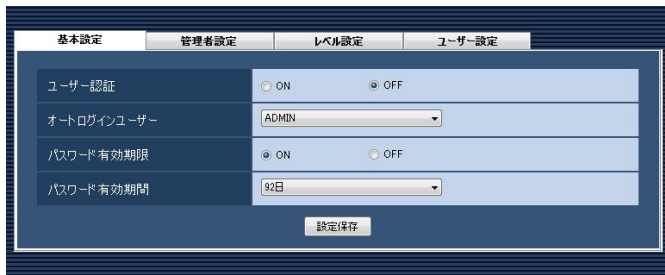 基本設定 管理者設定 レベル設定 ユーザー設定
ユーザー認証 ON OFF
オートログインユーザー ADMIN
パスワード有効期限 ON OFF
パスワード有効期間 92日
設定保存